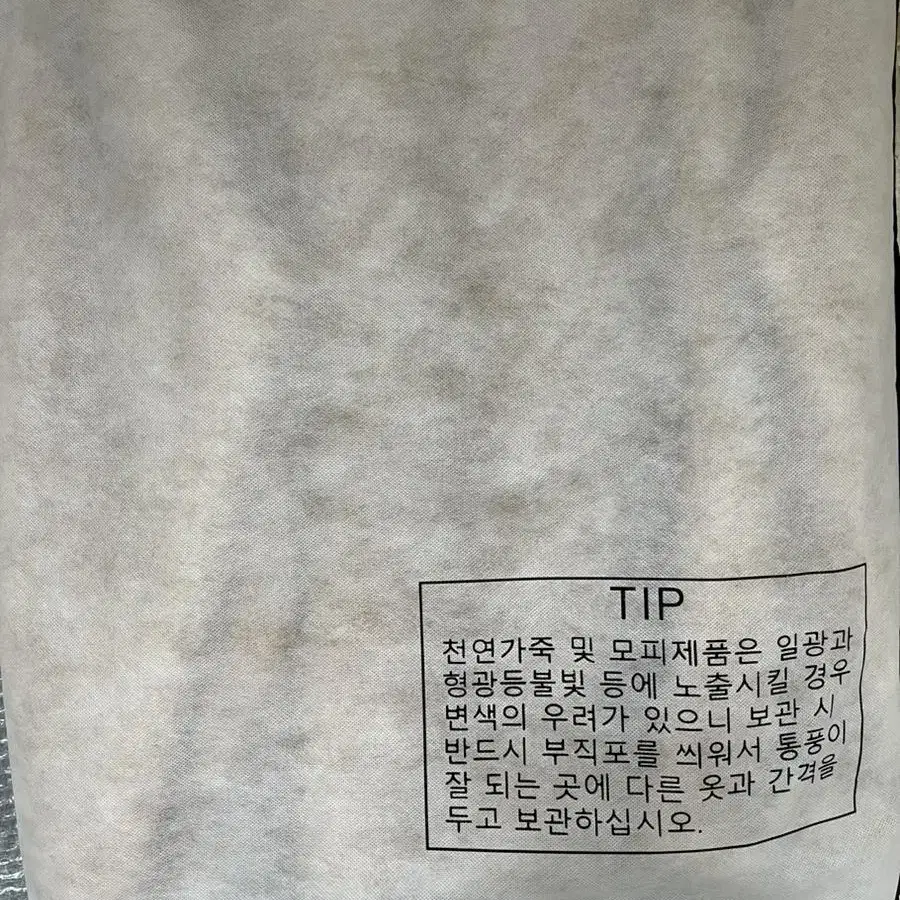 TIP
천연가죽 및 모피제품은 일광과
형광등불빛 등에 노출시킬 경우
변색의 우려가 있으니 보관 시
반드시 부직포를 씌워서 통풍이
잘 되는 곳에 다른 옷과 간격을
두고 보관하십시오.